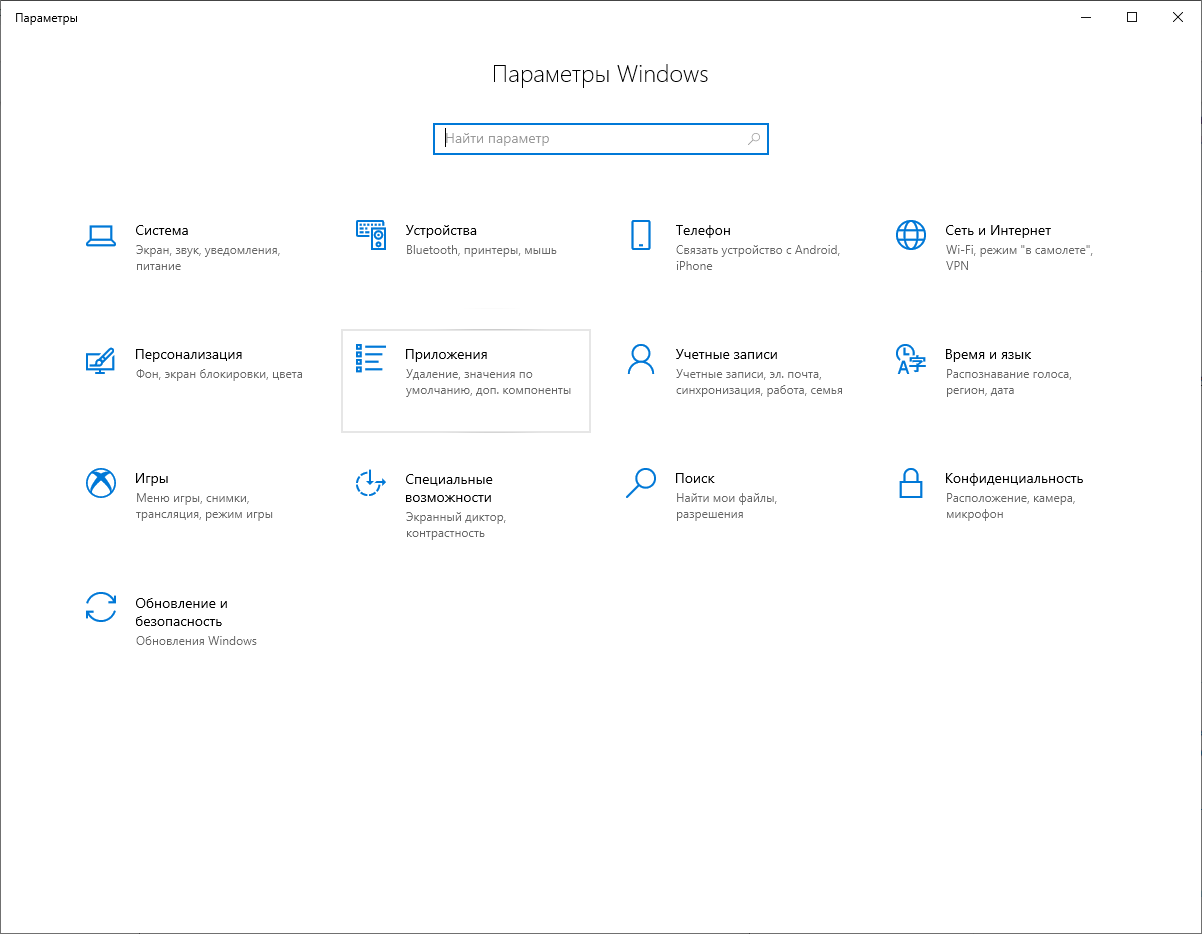 Параметры
Параметры Windows
Найти параметр
Система
Экран, звук, уведомления,
питание
Устройства
Bluetooth, принтеры, мышь
Телефон
Связать устройство с Android,
iPhone
Сеть и Интернет
Wi-Fi, режим "в самолете",
VPN
Персонализация
Фон, экран блокировки, цвета
Приложения
Удаление, значения по
умолчанию, доп. компоненты
Учетные записи
Учетные записи, эл. почта,
синхронизация, работа, семья
Время и язык
Распознавание голоса,
регион, дата
Игры
Меню игры, снимки,
трансляция, режим игры
Специальные
возможности
Экранный диктор,
контрастность
Поиск
Найти мои файлы,
разрешения
Конфиденциальность
Расположение, камера,
микрофон
Обновление и
безопасность
Обновления Windows